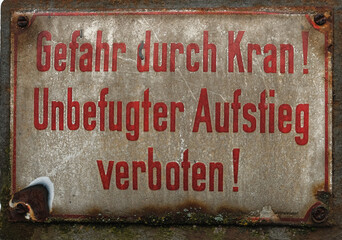 Gefahr durch Kran!
Unbefugter Aufstieg
verboten!